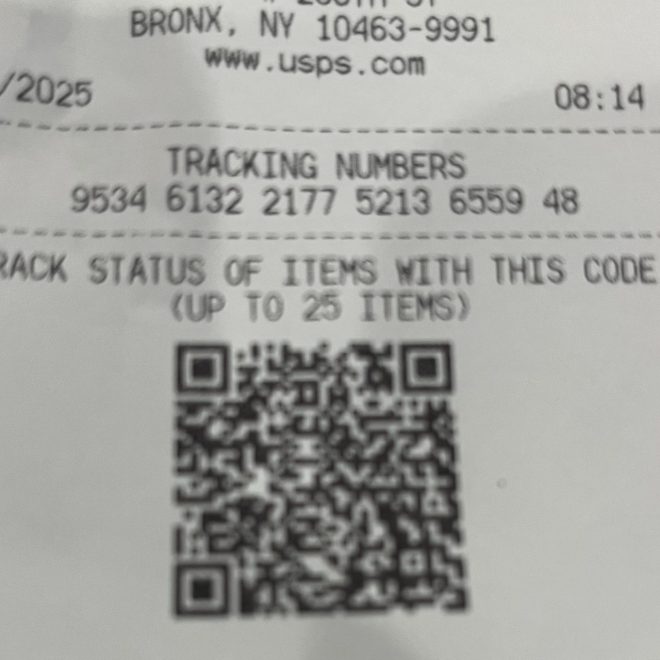 BRONX, NY 10463-9991
www.usps.com
/2025 08:14
TRACKING NUMBERS
9534 6132 2177 5213 6559 48
RACK STATUS OF ITEMS WITH THIS CODE
(UP TO 25 ITEMS)